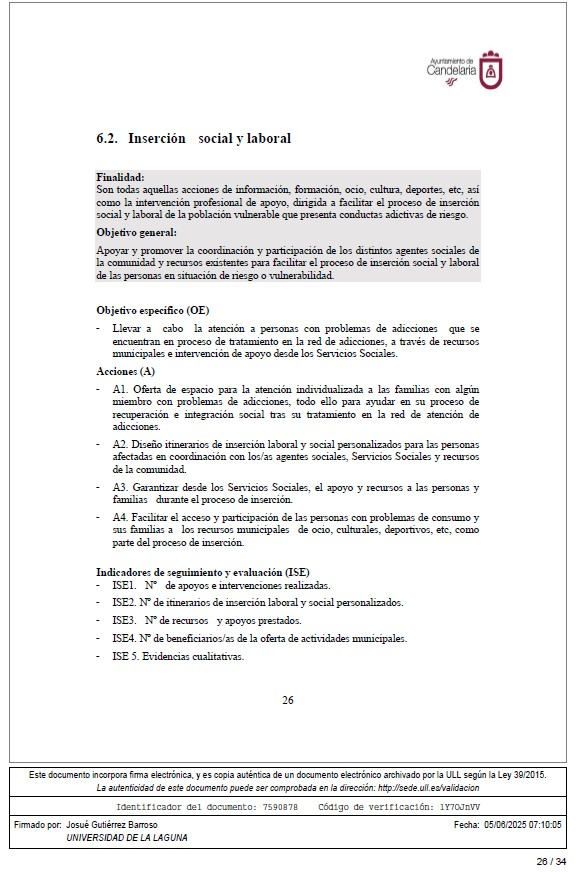 Ayuntamiento de
Candelaria
6.2. Inserción social y laboral
Finalidad:
Son todas aquellas acciones de información, formación, ocio, cultura, deportes, etc, así
como la intervención profesional de apoyo, dirigida a facilitar el proceso de inserción
social y laboral de la población vulnerable que presenta conductas adictivas de riesgo.
Objetivo general:
Apoyar y promover la coordinación y participación de los distintos agentes sociales de
la comunidad y recursos existentes para facilitar el proceso de inserción social y laboral
de las personas en situación de riesgo o vulnerabilidad.
Objetivo específico (OE)
- Llevar a cabo la atención a personas con problemas de adicciones que se
encuentran en proceso de tratamiento en la red de adicciones, a través de recursos
municipales e intervención de apoyo desde los Servicios Sociales.
Acciones (A)
- A1. Oferta de espacio para la atención individualizada a las familias con algún
miembro con problemas de adicciones, todo ello para ayudar en su proceso de
recuperación e integración social tras su tratamiento en la red de atención de
adicciones.
- A2. Diseño itinerarios de inserción laboral y social personalizados para las personas
afectadas en coordinación con los/as agentes sociales, Servicios Sociales y recursos
de la comunidad.
- A3. Garantizar desde los Servicios Sociales, el apoyo y recursos a las personas y
familias durante el proceso de inserción.
- A4. Facilitar el acceso y participación de las personas con problemas de consumo y
sus familias a los recursos municipales de ocio, culturales, deportivos, etc, como
parte del proceso de inserción.
Indicadores de seguimiento y evaluación (ISE)
- ISE1. Nº de apoyos e intervenciones realizadas.
- ISE2. Nº de itinerarios de inserción laboral y social personalizados.
- ISE3. Nº de recursos y apoyos prestados.
- ISE4. Nº de beneficiarios/as de la oferta de actividades municipales.
- ISE 5. Evidencias cualitativas.
26
Este documento incorpora firma electrónica, y es copia auténtica de un documento electrónico archivado por la ULL según la Ley 39/2015.
La autenticidad de este documento puede ser comprobada en la dirección: http://sede.ull.es/validacion
Identificador del documento: 7590878 Código de verificación: lY7OJnVV
Firmado por: Josué Gutiérrez Barroso Fecha: 05/06/2025 07:10:05
UNIVERSIDAD DE LA LAGUNA
26 / 34